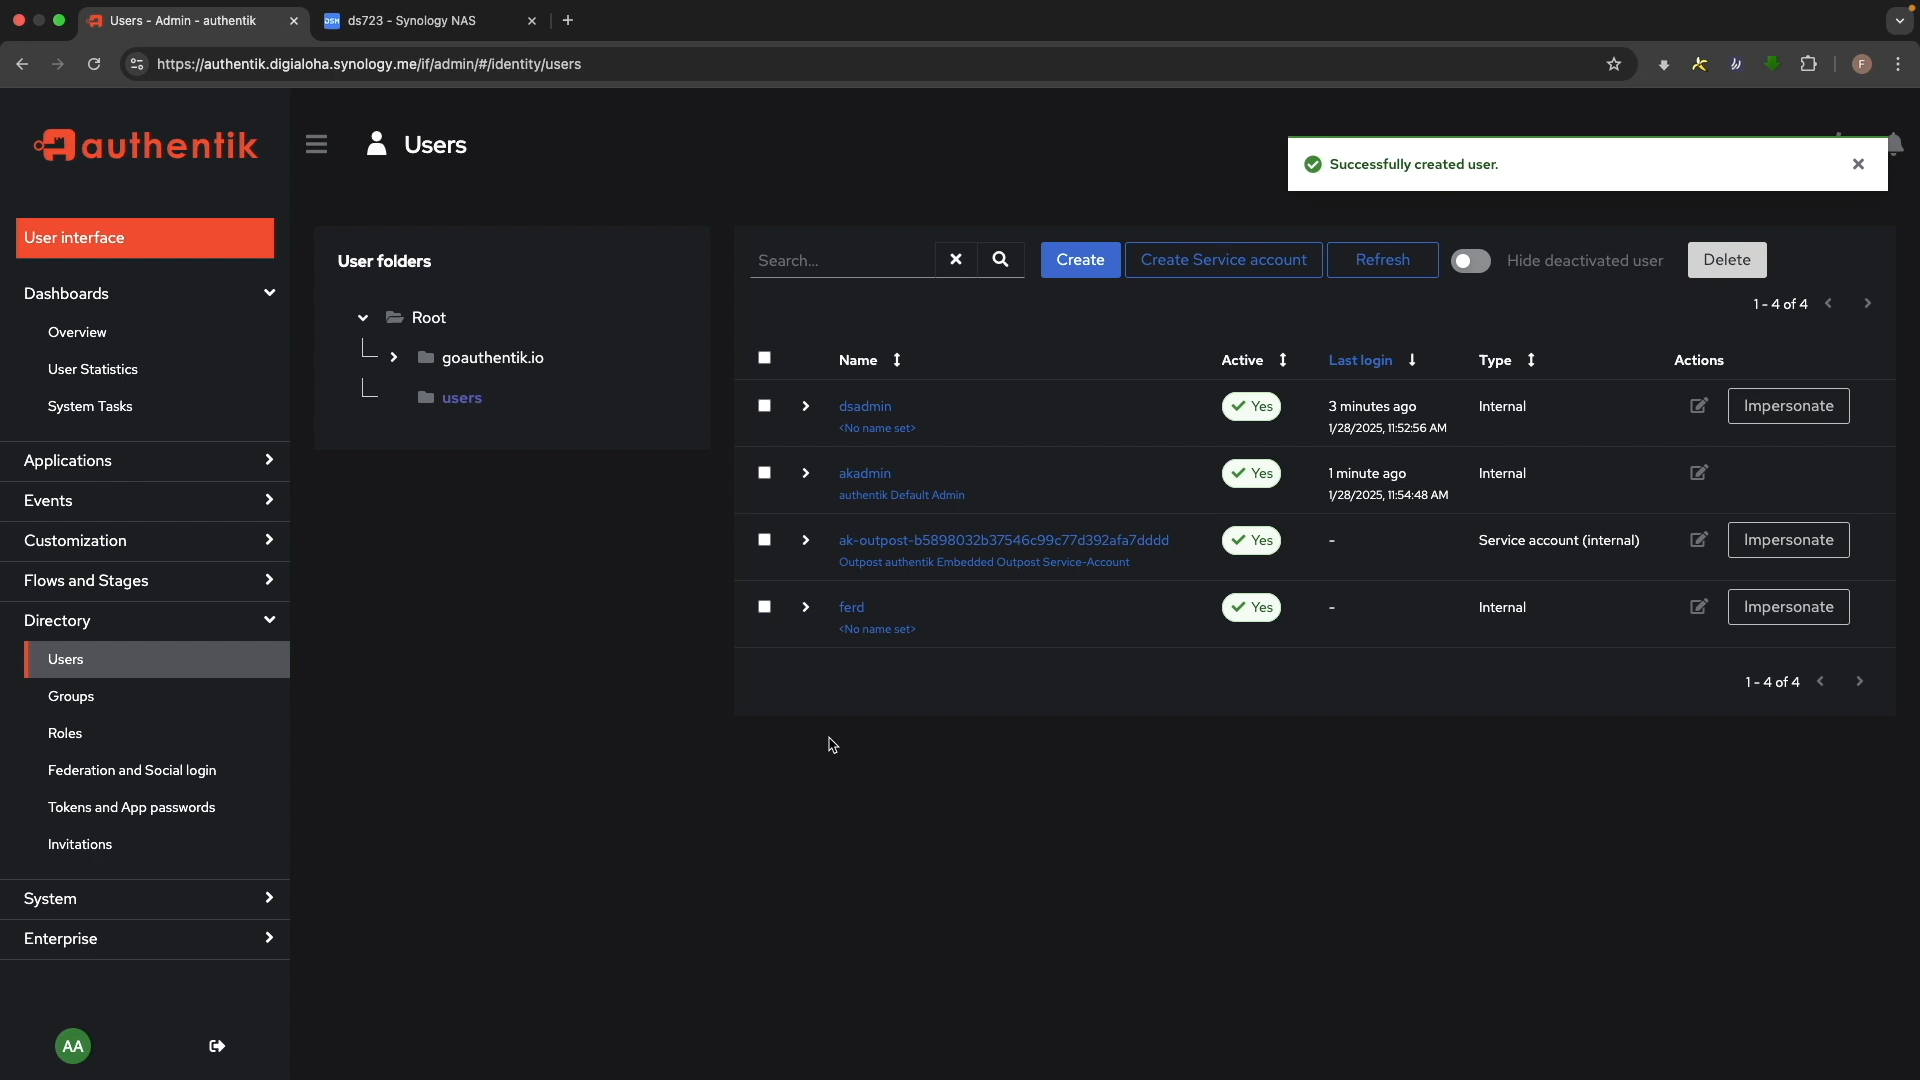 Users - Admin - authentik
DSM
ds723 - Synology NAS
https://authentik.digialoha.synology.me/if/admin/#/identity/users
F
authentik
Users
Successfully created user.
User interface
Dashboards
Overview
User Statistics
System Tasks
Applications
Events
Customization
Flows and Stages
Directory
Users
Groups
Roles
Federation and Social login
Tokens and App passwords
Invitations
System
Enterprise
AA
User folders
Root
goauthentik.io
users
Search...
Create
Create Service account
Refresh
Hide deactivated user
Delete
1 - 4 of 4
Name
Active
Last login
Type
Actions
dsadmin
<No name set>
Yes
3 minutes ago
1/28/2025, 11:52:56 AM
Internal
Impersonate
akadmin
authentik Default Admin
Yes
1 minute ago
1/28/2025, 11:54:48 AM
Internal
ak-outpost-b5898032b37546c99c77d392afa7dddd
Outpost authentik Embedded Outpost Service-Account
Yes
-
Service account (internal)
Impersonate
ferd
<No name set>
Yes
-
Internal
Impersonate
1 - 4 of 4